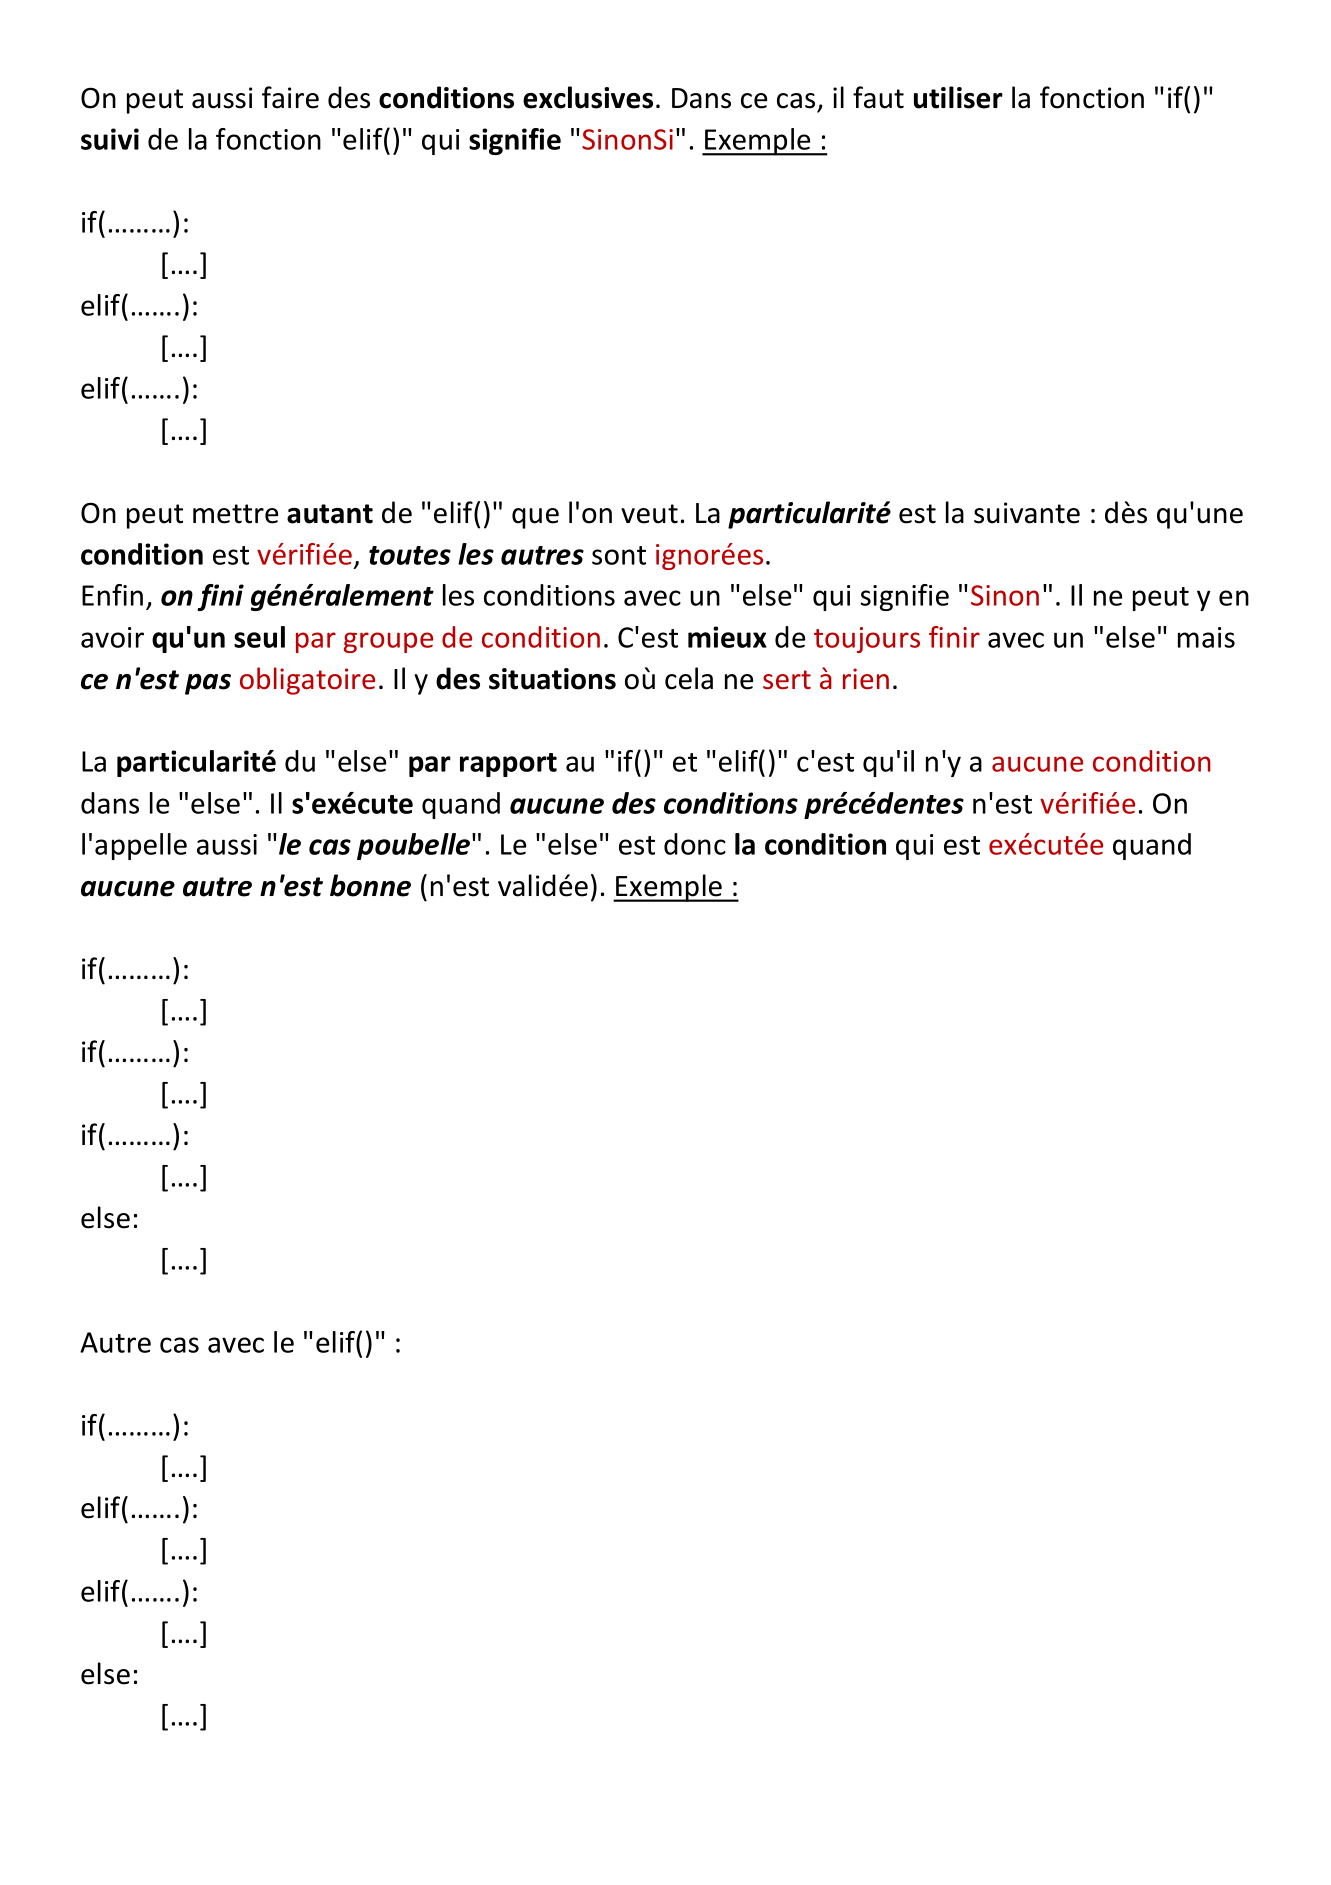 On peut aussi faire des conditions exclusives. Dans ce cas, il faut utiliser la fonction "if()"
suivi de la fonction "elif()" qui signifie "SinonSi". Exemple :
if(………):
[….]
elif(…….):
[….]
elif(…….):
[….]
On peut mettre autant de "elif()" que l'on veut. La particularité est la suivante : dès qu'une
condition est vérifiée, toutes les autres sont ignorées.
Enfin, on fini généralement les conditions avec un "else" qui signifie "Sinon". Il ne peut y en
avoir qu'un seul par groupe de condition. C'est mieux de toujours finir avec un "else" mais
ce n'est pas obligatoire. Il y des situations où cela ne sert à rien.
La particularité du "else" par rapport au "if()" et "elif()" c'est qu'il n'y a aucune condition
dans le "else". Il s'exécute quand aucune des conditions précédentes n'est vérifiée. On
l'appelle aussi "le cas poubelle". Le "else" est donc la condition qui est exécutée quand
aucune autre n'est bonne (n'est validée). Exemple :
if(………):
[….]
if(………):
[….]
if(………):
[….]
else:
[….]
Autre cas avec le "elif()" :
if(………):
[….]
elif(…….):
[….]
elif(…….):
[….]
else:
[….]